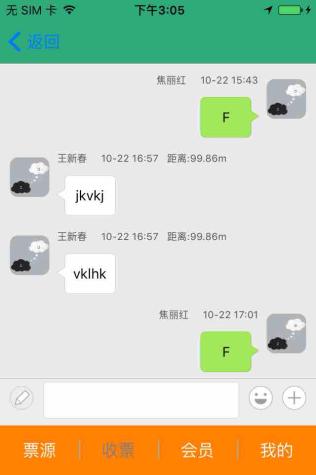 无 SIM 卡 下午3:05
返回
焦丽红 10-22 15:43
F
王新春 10-22 16:57 距离:99.86m
jkvkj
王新春 10-22 16:57 距离:99.86m
vklhk
焦丽红 10-22 17:01
F
票源 收票 会员 我的